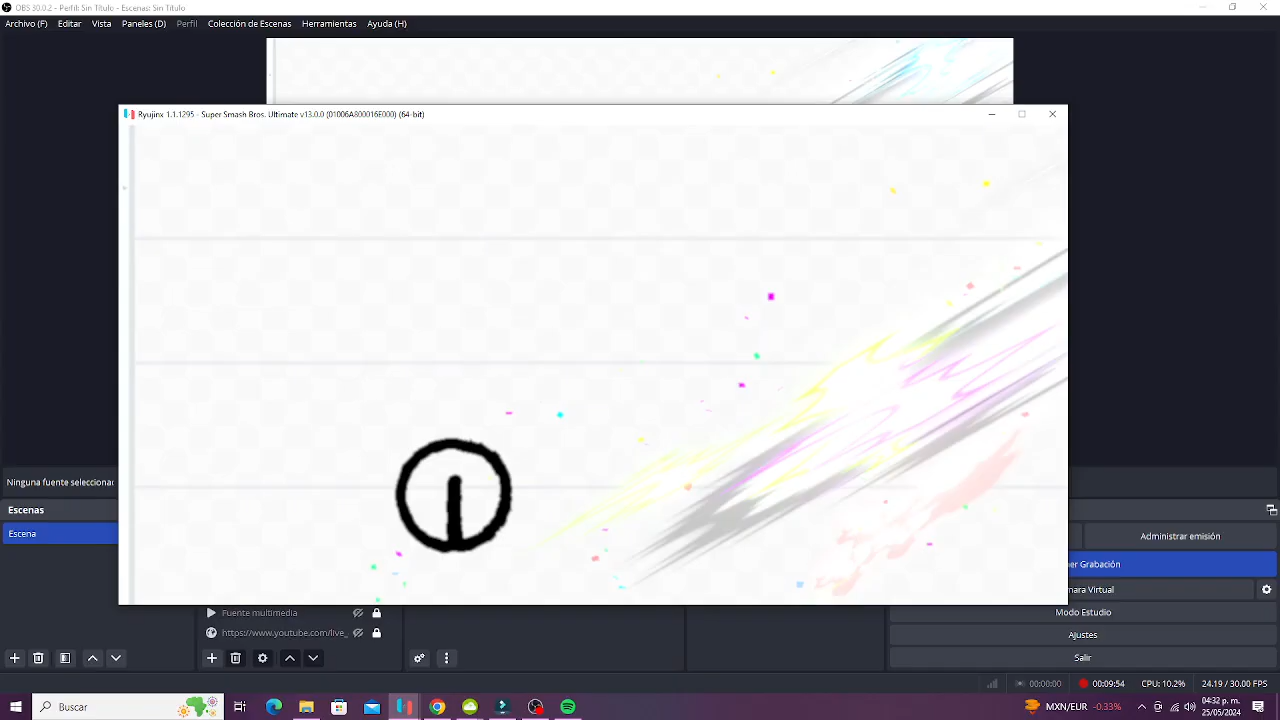 OBS 30.0.2 - Perfil: Sin Título - Escenas: Sin Título
Archivo (F) Editar Vista Paneles (D) Perfil Colección de Escenas Herramientas Ayuda (H)
Ryujinx 1.1.1295 - Super Smash Bros. Ultimate v13.0.0 (01006A800016E000) (64-bit)
Ninguna fuente seleccionar
Escenas
Escena
Administrar emisión
er Grabación
mara Virtual
Fuente multimedia
Modo Estudio
https://www.youtube.com/live_
Ajustes
Salir
00:00:00 00:09:54 CPU: 10.2% 24.19 / 30.00 FPS
Buscar
MXN/EUR -0.33%
04:32 p. m.
25/05/2024